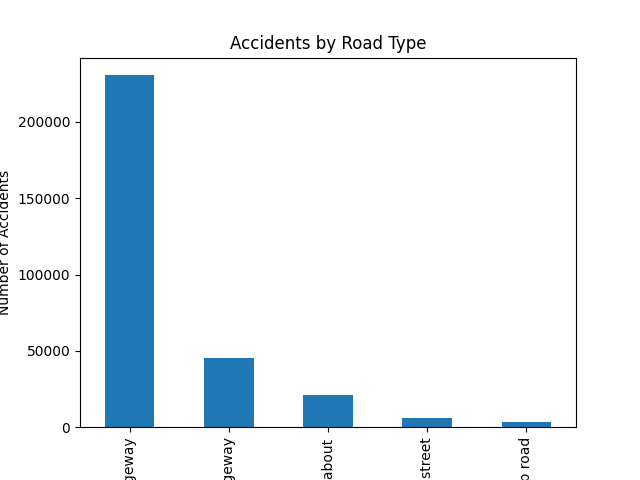 Accidents by Road Type
Number of Accidents
200000
150000
100000
50000
0
geway
geway
about
street
o road